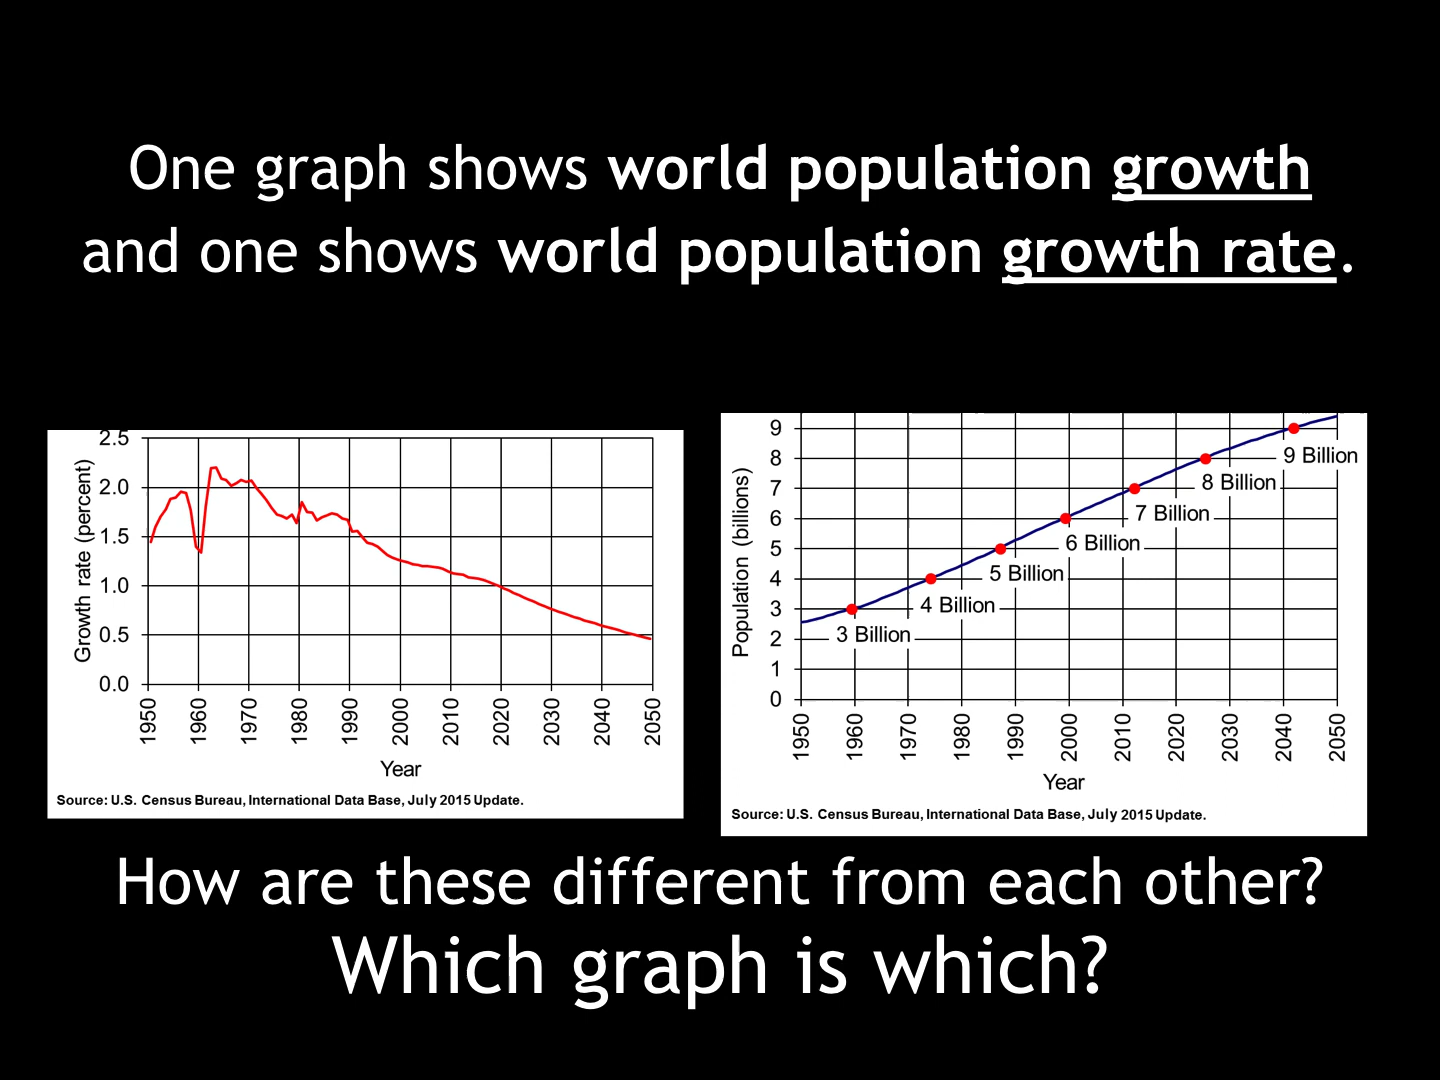 One graph shows world population growth
and one shows world population growth rate.
2.5
2.0
1.5
1.0
0.5
0.0
Growth rate (percent)
1950 1960 1970 1980 1990 2000 2010 2020 2030 2040 2050
Year
Source: U.S. Census Bureau, International Data Base, July 2015 Update.
9
8
7
6
5
4
3
2
1
0
Population (billions)
9 Billion
8 Billion
7 Billion
6 Billion
5 Billion
4 Billion
3 Billion
1950 1960 1970 1980 1990 2000 2010 2020 2030 2040 2050
Year
Source: U.S. Census Bureau, International Data Base, July 2015 Update.
How are these different from each other?
Which graph is which?